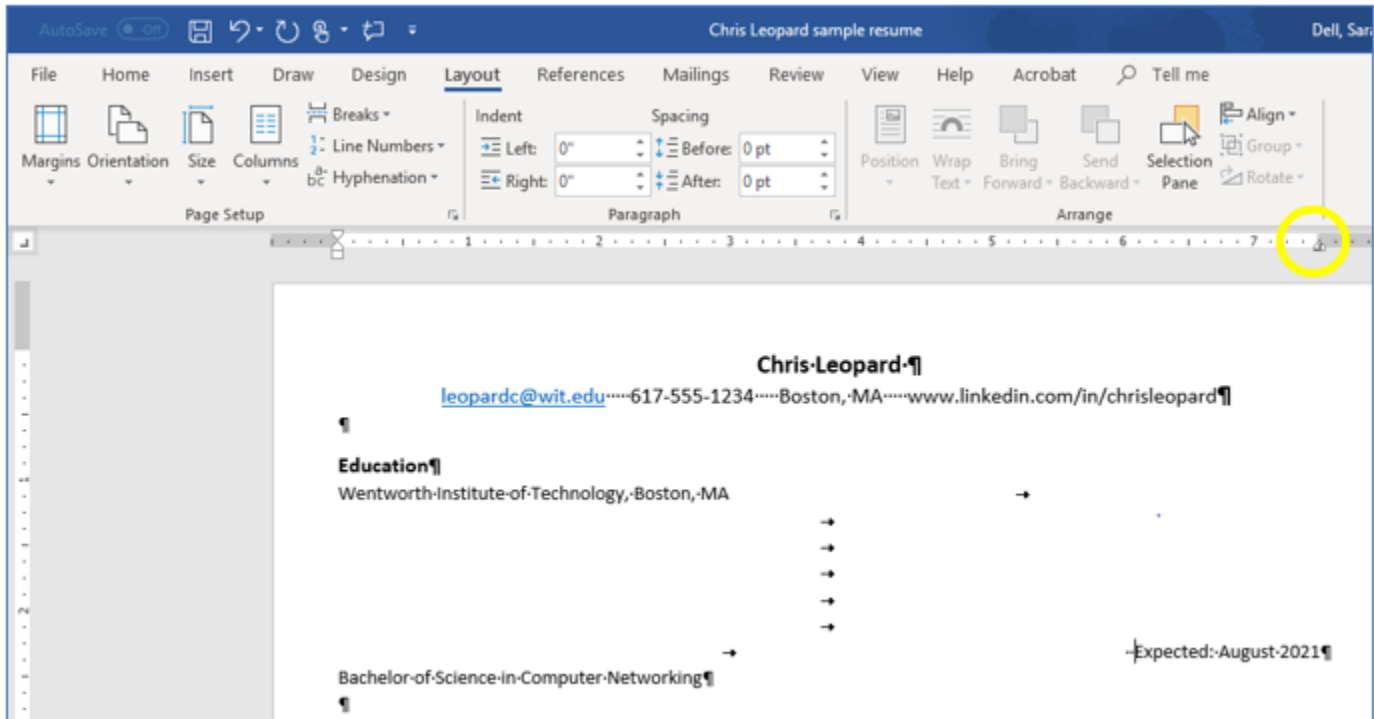 AutoSave Off Chris Leopard sample resume Dell, Sar
File Home Insert Draw Design Layout References Mailings Review View Help Acrobat Tell me
Margins Orientation Size Columns
Breaks
Line Numbers
Hyphenation
Page Setup
Indent Spacing
Left: 0" Before: 0 pt
Right: 0" After: 0 pt
Paragraph
Position Wrap Text Bring Forward Send Backward Selection Pane
Align
Group
Rotate
Arrange
1 2 3 4 5 6 7
Chris·Leopard·¶
leopardc@wit.edu·····617-555-1234·····Boston,·MA·····www.linkedin.com/in/chrisleopard¶
¶
Education¶
Wentworth·Institute·of·Technology,·Boston,·MA →
→
→
→
→
→
→ ··Expected:·August·2021¶
Bachelor·of·Science·in·Computer·Networking¶
¶
1
2